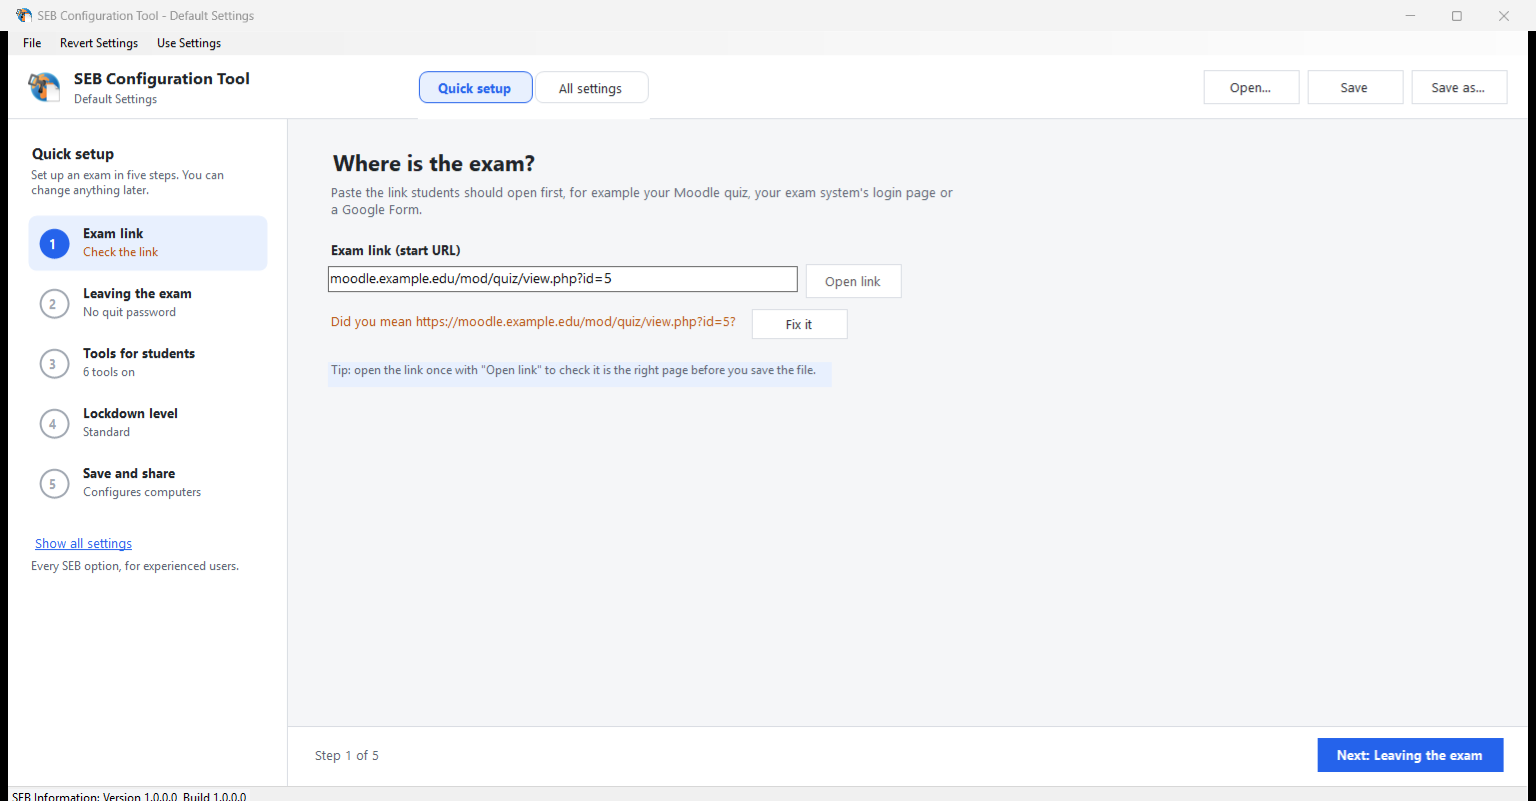 SEB Configuration Tool - Default Settings
File Revert Settings Use Settings
SEB Configuration Tool
Default Settings
Quick setup
All settings
Open...
Save
Save as...
Quick setup
Set up an exam in five steps. You can
change anything later.
1
Exam link
Check the link
2
Leaving the exam
No quit password
3
Tools for students
6 tools on
4
Lockdown level
Standard
5
Save and share
Configures computers
Show all settings
Every SEB option, for experienced users.
Where is the exam?
Paste the link students should open first, for example your Moodle quiz, your exam system's login page or
a Google Form.
Exam link (start URL)
moodle.example.edu/mod/quiz/view.php?id=5
Open link
Did you mean https://moodle.example.edu/mod/quiz/view.php?id=5?
Fix it
Tip: open the link once with "Open link" to check it is the right page before you save the file.
Step 1 of 5
Next: Leaving the exam
SEB Information: Version 1.0.0.0 Build 1.0.0.0